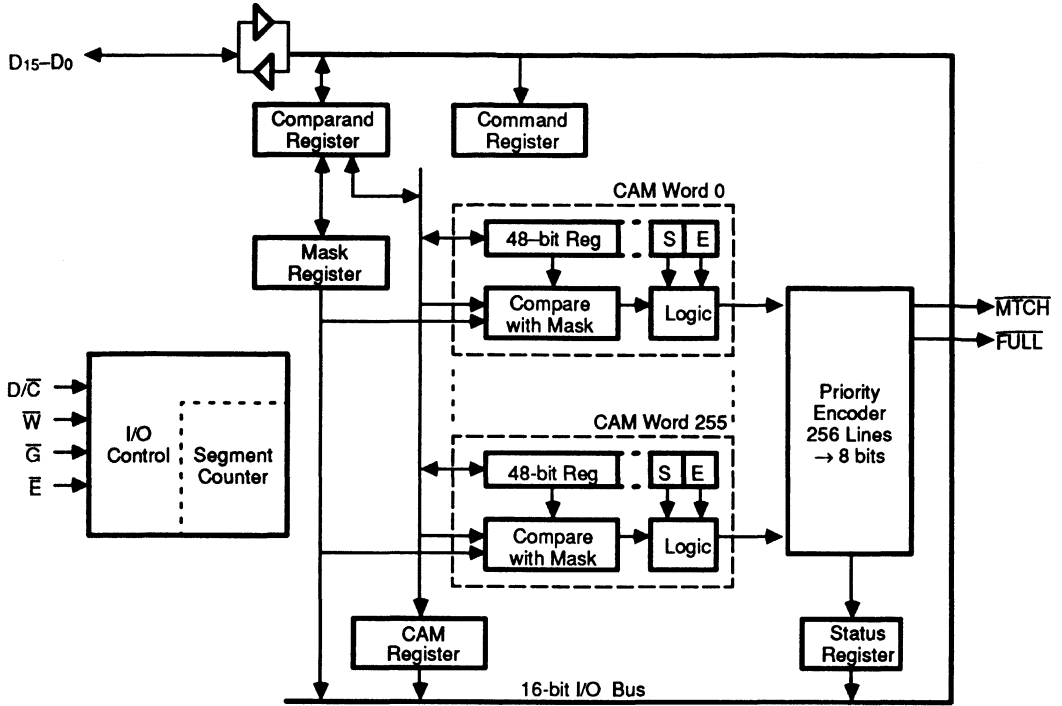 D15–D0
Comparand
Register
Command
Register
CAM Word 0
48–bit Reg
S E
Mask
Register
Compare
with Mask
Logic
M̅T̅C̅H̅
F̅U̅L̅L̅
D/C̅
W̅
G̅
E̅
I/O
Control
Segment
Counter
Priority
Encoder
256 Lines
→ 8 bits
CAM Word 255
48-bit Reg
S E
Compare
with Mask
Logic
CAM
Register
Status
Register
16-bit I/O Bus